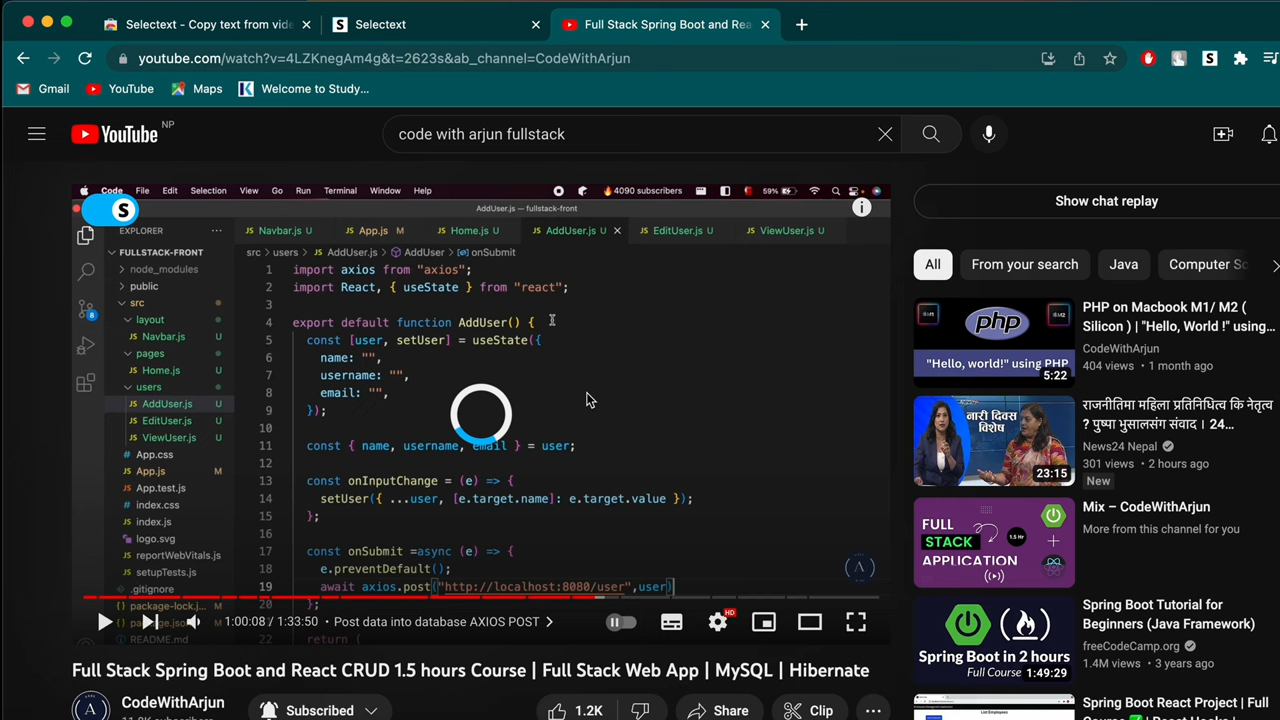 Selectext - Copy text from vide
Selectext
Full Stack Spring Boot and Rea
youtube.com/watch?v=4LZKnegAm4g&t=2623s&ab_channel=CodeWithArjun
Gmail
YouTube
Maps
Welcome to Study...
YouTube NP
code with arjun fullstack
Code File Edit Selection View Go Run Terminal Window Help
4090 subscribers
59%
AddUser.js — fullstack-front
S
EXPLORER
Navbar.js U
App.js M
Home.js U
AddUser.js U
EditUser.js U
ViewUser.js U
src > users > AddUser.js > AddUser > onSubmit
FULLSTACK-FRONT
node_modules
public
src
layout
Navbar.js U
pages
Home.js U
users
AddUser.js U
EditUser.js U
ViewUser.js U
App.css
App.js M
App.test.js
index.css
index.js
logo.svg
reportWebVitals.js
setupTests.js
.gitignore
package-lock.j... M
package.json M
README.md
8
1 import axios from "axios";
2 import React, { useState } from "react";
3
4 export default function AddUser() {
5 const [user, setUser] = useState({
6 name: "",
7 username: "",
8 email: "",
9 });
10
11 const { name, username, email } = user;
12
13 const onInputChange = (e) => {
14 setUser({ ...user, [e.target.name]: e.target.value });
15 };
16
17 const onSubmit =async (e) => {
18 e.preventDefault();
19 await axios.post("http://localhost:8080/user",user)
20 };
return (
1:00:08 / 1:33:50 • Post data into database AXIOS POST >
HD
Full Stack Spring Boot and React CRUD 1.5 hours Course | Full Stack Web App | MySQL | Hibernate
CodeWithArjun
Subscribed
1.2K
Share
Clip
Show chat replay
All
From your search
Java
Computer Sc
php
"Hello, world!" using PHP
5:22
PHP on Macbook M1/ M2 (
Silicon ) | "Hello, World !" using...
CodeWithArjun
404 views • 1 month ago
नारी दिवस
विशेष
23:15
राजनीतिमा महिला प्रतिनिधित्व कि नेतृत्व
? पुष्पा भुसालसंग संवाद । 24...
News24 Nepal
301 views • 2 hours ago
New
FULL
STACK
APPLICATION
1.5 Hr
Mix – CodeWithArjun
More from this channel for you
Spring Boot in 2 hours
Full Course
1:49:29
Spring Boot Tutorial for
Beginners (Java Framework)
freeCodeCamp.org
1.4M views • 3 years ago
List Employees
Spring Boot React Project | Full